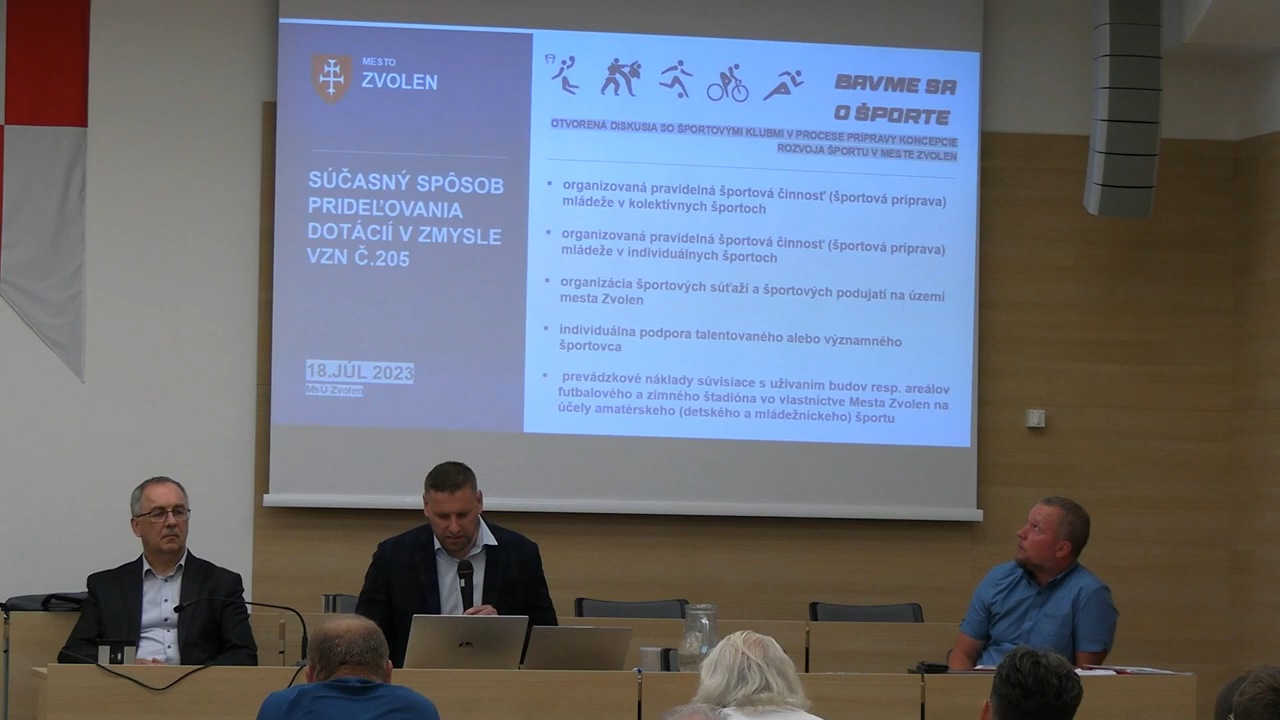 MESTO
ZVOLEN
SÚČASNÝ SPÔSOB
PRIDEĽOVANIA
DOTÁCIÍ V ZMYSLE
VZN Č.205
18.JÚL 2023
MsÚ Zvolen
BAVME SA
O ŠPORTE
OTVORENÁ DISKUSIA SO ŠPORTOVÝMI KLUBMI V PROCESE PRÍPRAVY KONCEPCIE
ROZVOJA ŠPORTU V MESTE ZVOLEN
▪ organizovaná pravidelná športová činnosť (športová príprava)
mládeže v kolektívnych športoch
▪ organizovaná pravidelná športová činnosť (športová príprava)
mládeže v individuálnych športoch
▪ organizácia športových súťaží a športových podujatí na území
mesta Zvolen
▪ individuálna podpora talentovaného alebo významného
športovca
▪ prevádzkové náklady súvisiace s užívaním budov resp. areálov
futbalového a zimného štadióna vo vlastníctve Mesta Zvolen na
účely amatérskeho (detského a mládežníckeho) športu